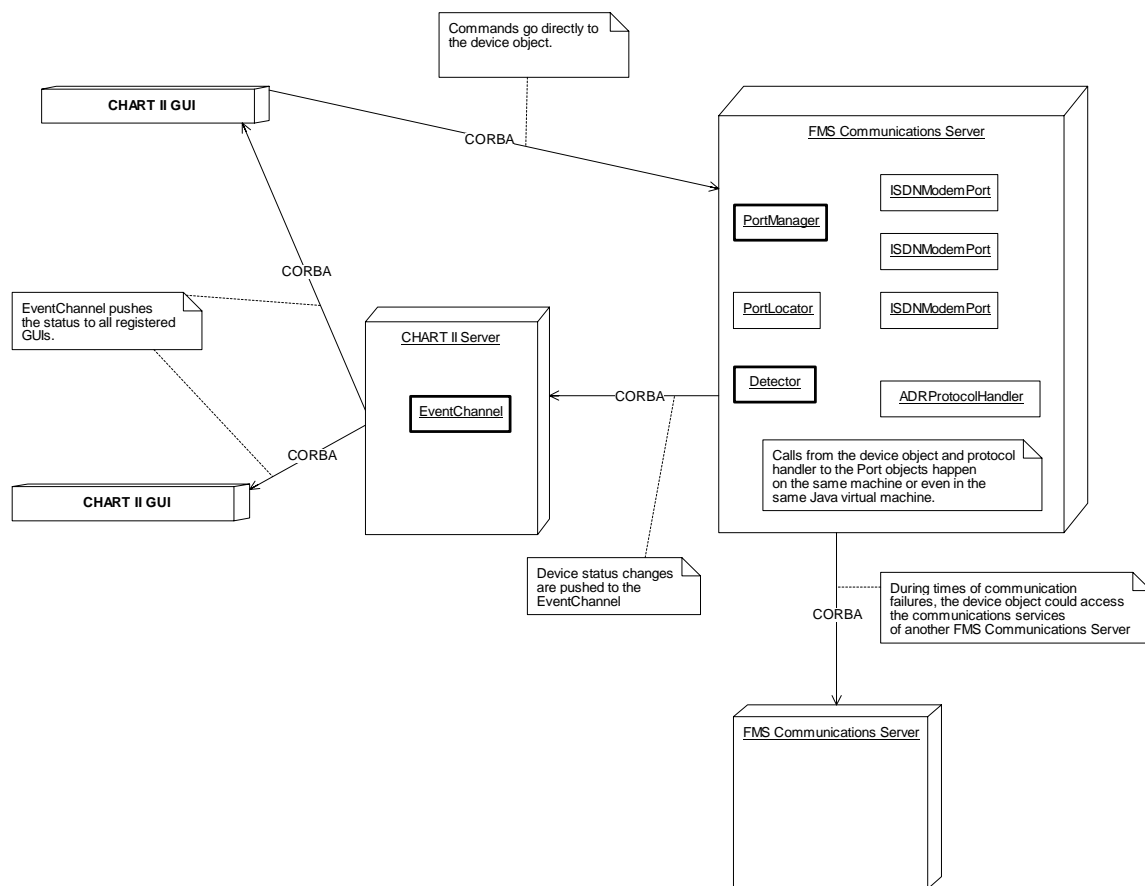 Commands go directly to
the device object.
CHART II GUI
CORBA
FMS Communications Server
ISDNModemPort
PortManager
ISDNModemPort
CORBA
EventChannel pushes
the status to all registered
GUIs.
PortLocator
ISDNModemPort
CHART II Server
Detector
CORBA
ADRProtocolHandler
EventChannel
CORBA
Calls from the device object and protocol
handler to the Port objects happen
on the same machine or even in the
same Java virtual machine.
CHART II GUI
Device status changes
are pushed to the
EventChannel
During times of communication
failures, the device object could access
the communications services
of another FMS Communications Server
CORBA
FMS Communications Server